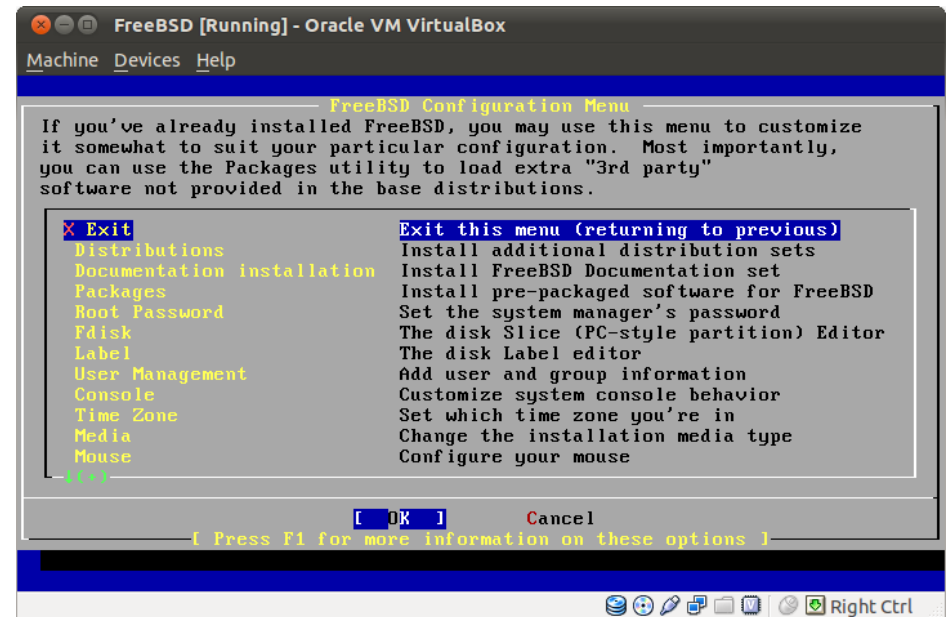 FreeBSD [Running] - Oracle VM VirtualBox
Machine Devices Help
FreeBSD Configuration Menu
If you've already installed FreeBSD, you may use this menu to customize
it somewhat to suit your particular configuration.  Most importantly,
you can use the Packages utility to load extra "3rd party"
software not provided in the base distributions.
X Exit Exit this menu (returning to previous)
Distributions Install additional distribution sets
Documentation installation Install FreeBSD Documentation set
Packages Install pre-packaged software for FreeBSD
Root Password Set the system manager's password
Fdisk The disk Slice (PC-style partition) Editor
Label The disk Label editor
User Management Add user and group information
Console Customize system console behavior
Time Zone Set which time zone you're in
Media Change the installation media type
Mouse Configure your mouse
↓(+)
[ OK ] Cancel
[ Press F1 for more information on these options ]
Right Ctrl